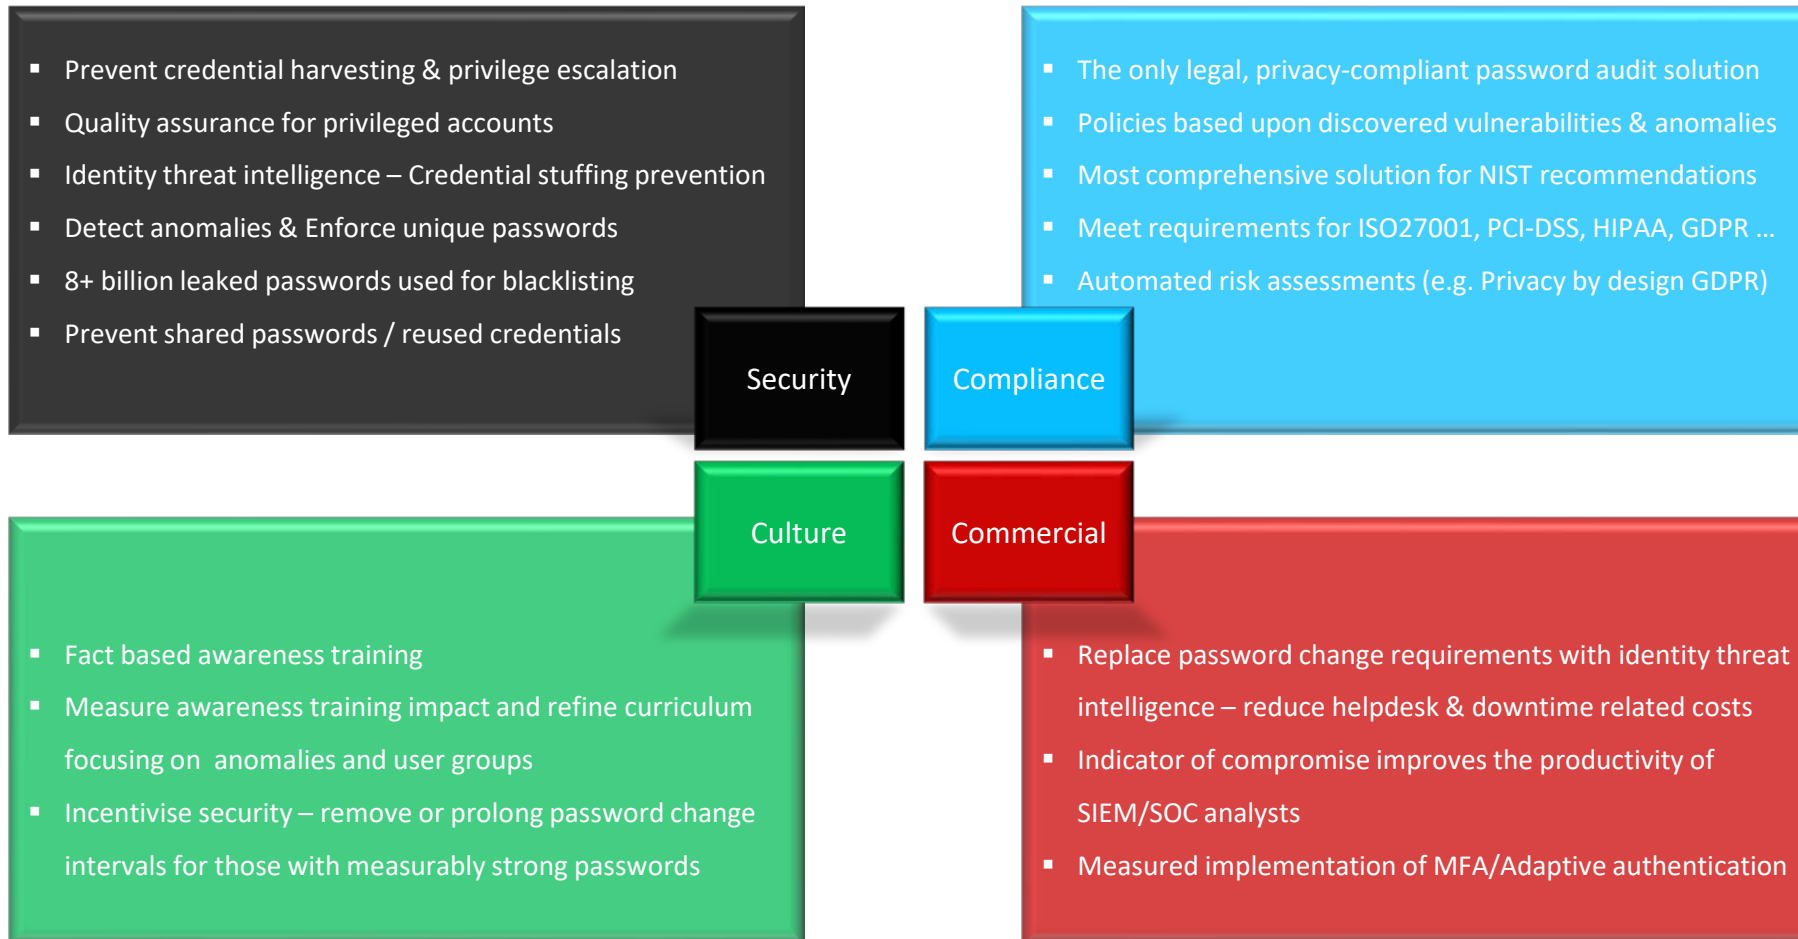 ▪ Prevent credential harvesting & privilege escalation
▪ Quality assurance for privileged accounts
▪ Identity threat intelligence – Credential stuffing prevention
▪ Detect anomalies & Enforce unique passwords
▪ 8+ billion leaked passwords used for blacklisting
▪ Prevent shared passwords / reused credentials
Security
▪ The only legal, privacy-compliant password audit solution
▪ Policies based upon discovered vulnerabilities & anomalies
▪ Most comprehensive solution for NIST recommendations
▪ Meet requirements for ISO27001, PCI-DSS, HIPAA, GDPR ...
▪ Automated risk assessments (e.g. Privacy by design GDPR)
Compliance
Culture
▪ Fact based awareness training
▪ Measure awareness training impact and refine curriculum
focusing on  anomalies and user groups
▪ Incentivise security – remove or prolong password change
intervals for those with measurably strong passwords
Commercial
▪ Replace password change requirements with identity threat
intelligence – reduce helpdesk & downtime related costs
▪ Indicator of compromise improves the productivity of
SIEM/SOC analysts
▪ Measured implementation of MFA/Adaptive authentication